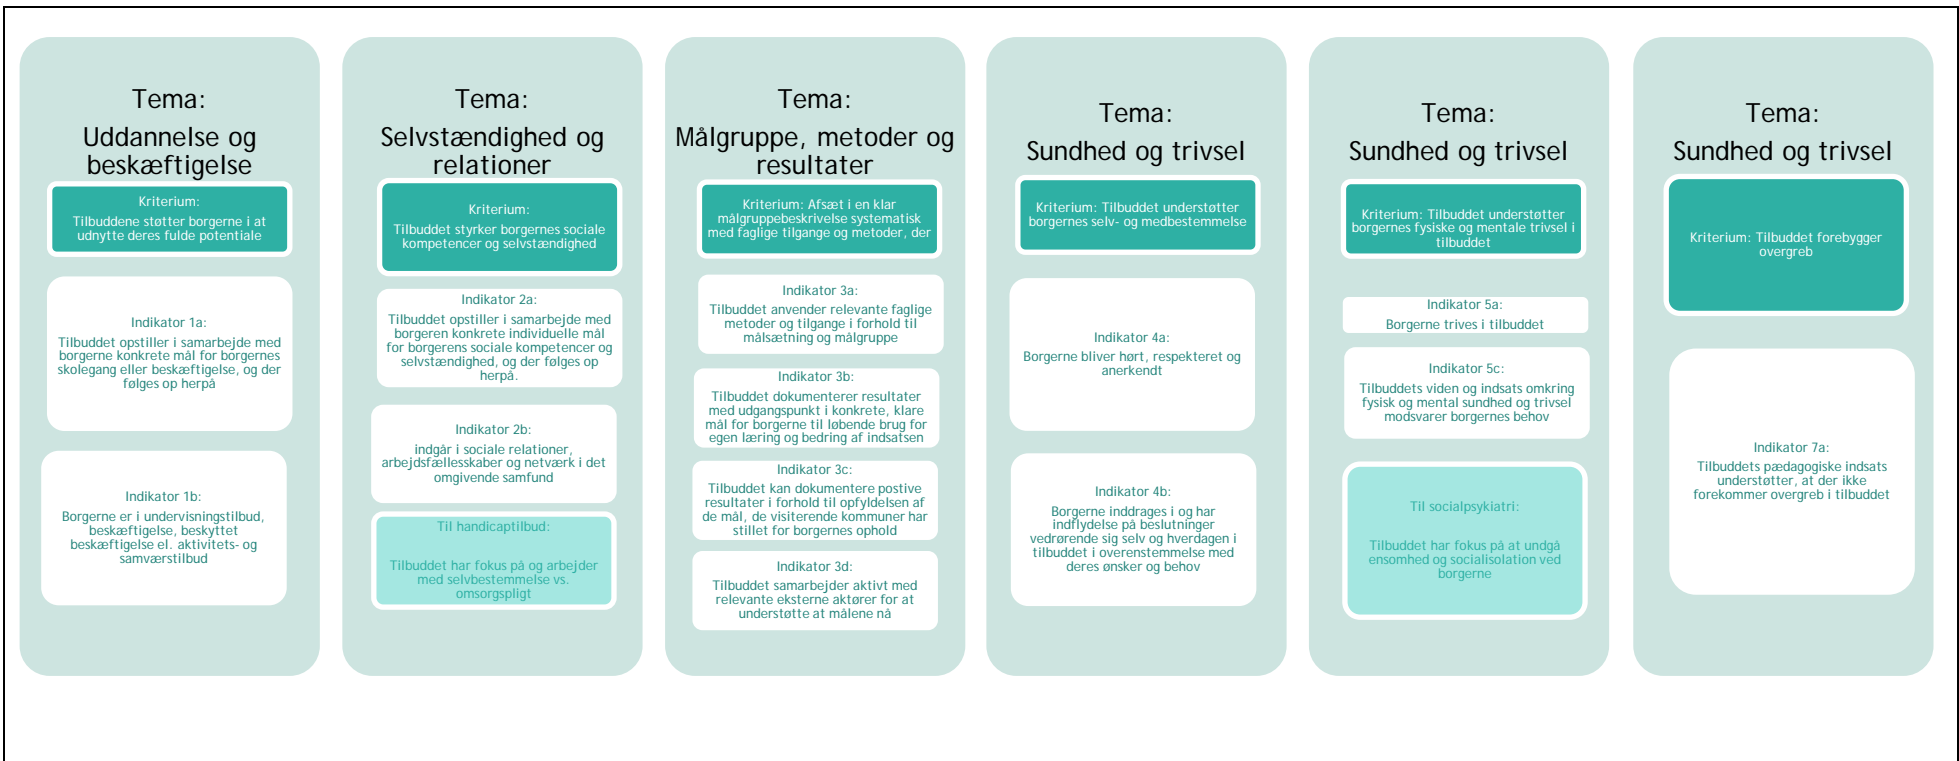 Tema:
Uddannelse og
beskæftigelse
Kriterium:
Tilbuddene støtter borgerne i at
udnytte deres fulde potentiale
Indikator 1a:
Tilbuddet opstiller i samarbejde med
borgerne konkrete mål for borgernes
skolegang eller beskæftigelse, og der
følges op herpå
Indikator 1b:
Borgerne er i undervisningstilbud,
beskæftigelse, beskyttet
beskæftigelse el. aktivitets- og
samværstilbud
Tema:
Selvstændighed og
relationer
Kriterium:
Tilbuddet styrker borgernes sociale
kompetencer og selvstændighed
Indikator 2a:
Tilbuddet opstiller i samarbejde med
borgeren konkrete individuelle mål
for borgerens sociale kompetencer og
selvstændighed, og der følges op
herpå.
Indikator 2b:
indgår i sociale relationer,
arbejdsfællesskaber og netværk i det
omgivende samfund
Til handicaptilbud:
Tilbuddet har fokus på og arbejder
med selvbestemmelse vs.
omsorgspligt
Tema:
Målgruppe, metoder og
resultater
Kriterium: Afsæt i en klar
målgruppebeskrivelse systematisk
med faglige tilgange og metoder, der
Indikator 3a:
Tilbuddet anvender relevante faglige
metoder og tilgange i forhold til
målsætning og målgruppe
Indikator 3b:
Tilbuddet dokumenterer resultater
med udgangspunkt i konkrete, klare
mål for borgerne til løbende brug for
egen læring og bedring af indsatsen
Indikator 3c:
Tilbuddet kan dokumentere postive
resultater i forhold til opfyldelsen af
de mål, de visiterende kommuner har
stillet for borgernes ophold
Indikator 3d:
Tilbuddet samarbejder aktivt med
relevante eksterne aktører for at
understøtte at målene nå
Tema:
Sundhed og trivsel
Kriterium: Tilbuddet understøtter
borgernes selv- og medbestemmelse
Indikator 4a:
Borgerne bliver hørt, respekteret og
anerkendt
Indikator 4b:
Borgerne inddrages i og har
indflydelse på beslutninger
vedrørende sig selv og hverdagen i
tilbuddet i overenstemmelse med
deres ønsker og behov
Tema:
Sundhed og trivsel
Kriterium: Tilbuddet understøtter
borgernes fysiske og mentale trivsel i
tilbuddet
Indikator 5a:
Borgerne trives i tilbuddet
Indikator 5c:
Tilbuddets viden og indsats omkring
fysisk og mental sundhed og trivsel
modsvarer borgernes behov
Til socialpsykiatri:
Tilbuddet har fokus på at undgå
ensomhed og socialisolation ved
borgerne
Tema:
Sundhed og trivsel
Kriterium: Tilbuddet forebygger
overgreb
Indikator 7a:
Tilbuddets pædagogiske indsats
understøtter, at der ikke
forekommer overgreb i tilbuddet